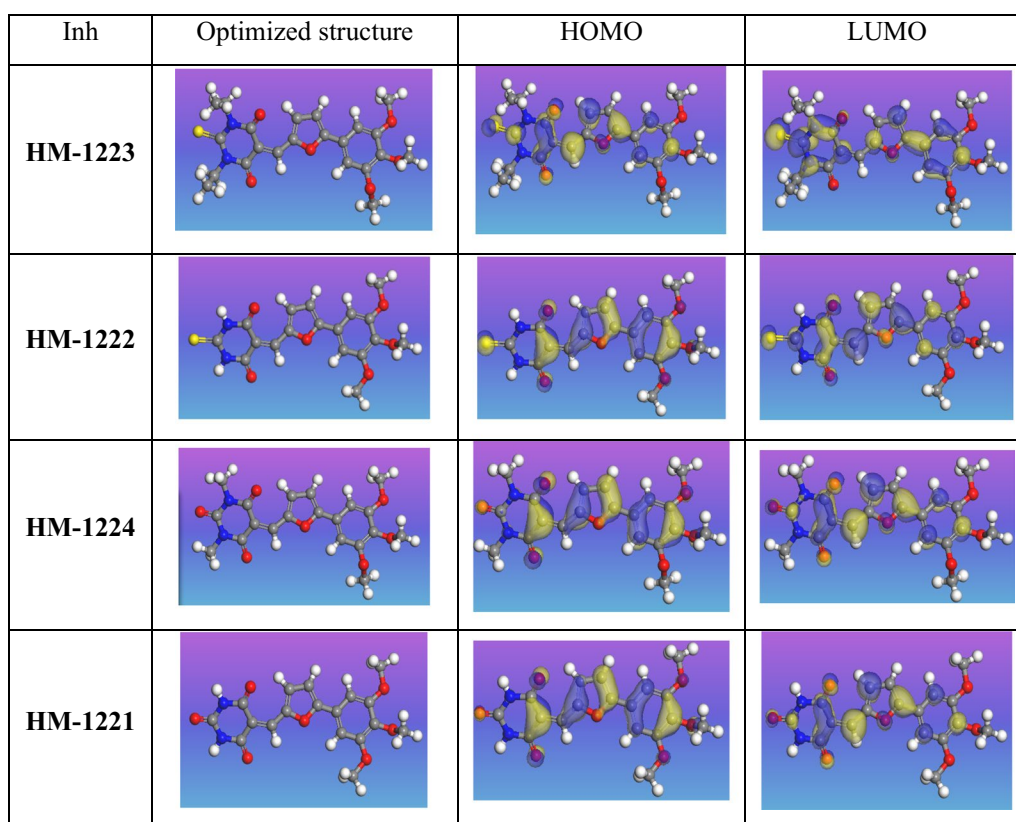 Inh Optimized structure HOMO LUMO
HM-1223
HM-1222
HM-1224
HM-1221